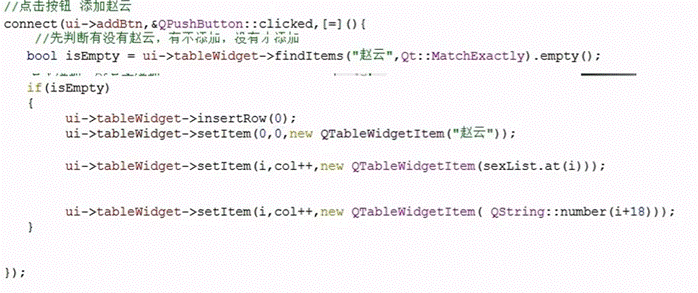 //点击按钮 添加赵云
connect(ui->addBtn,&QPushButton::clicked,[=](){
//先判断有没有赵云，有不添加，没有才添加
bool isEmpty = ui->tableWidget->findItems("赵云",Qt::MatchExactly).empty();
if(isEmpty)
{
ui->tableWidget->insertRow(0);
ui->tableWidget->setItem(0,0,new QTableWidgetItem("赵云"));
ui->tableWidget->setItem(i,col++,new QTableWidgetItem(sexList.at(i)));
ui->tableWidget->setItem(i,col++,new QTableWidgetItem( QString::number(i+18)));
}
});